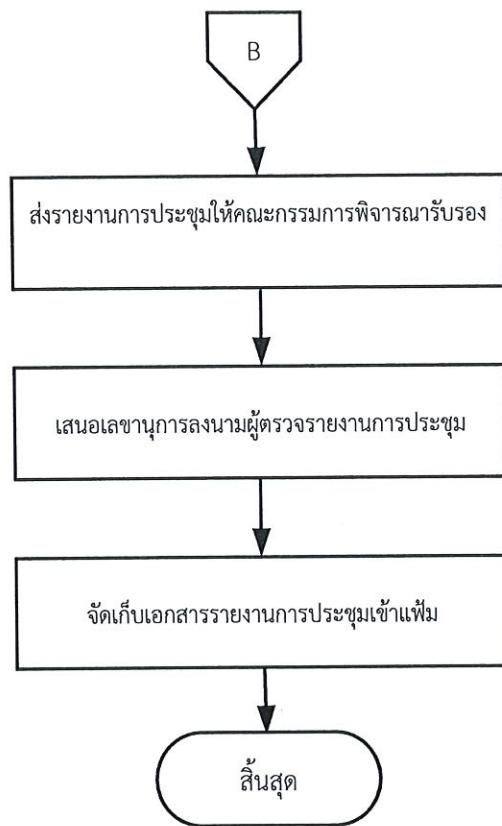 B
ส่งรายงานการประชุมให้คณะกรรมการพิจารณารับรอง
เสนอเลขานุการลงนามผู้ตรวจรายงานการประชุม
จัดเก็บเอกสารรายงานการประชุมเข้าแฟ้ม
สิ้นสุด